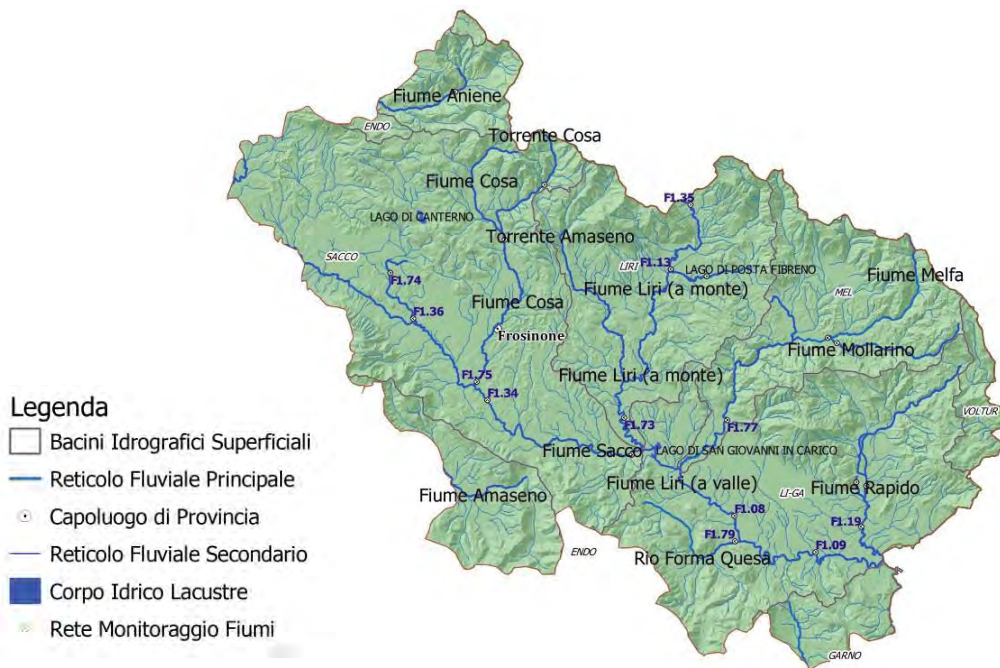 Fiume Aniene
ENDO
Torrente Cosa
Fiume Cosa
F1.35
LAGO DI CANTERNO
Torrente Amaseno
SACCO
F1.13
LIRI
LAGO DI POSTA FIBRENO
Fiume Melfa
F1.74
Fiume Liri (a monte)
MEL
Fiume Cosa
F1.36
Frosinone
Fiume Mollarino
Fiume Liri (a monte)
F1.75
F1.34
VOLTUR
F1.73
F1.77
Fiume Sacco
LAGO DI SAN GIOVANNI IN CARICO
Fiume Liri (a valle)
Fiume Rapido
LI-GA
Fiume Amaseno
F1.08
F1.19
F1.79
F1.09
ENDO
Rio Forma Quesa
GARNO
Legenda
Bacini Idrografici Superficiali
Reticolo Fluviale Principale
Capoluogo di Provincia
Reticolo Fluviale Secondario
Corpo Idrico Lacustre
Rete Monitoraggio Fiumi